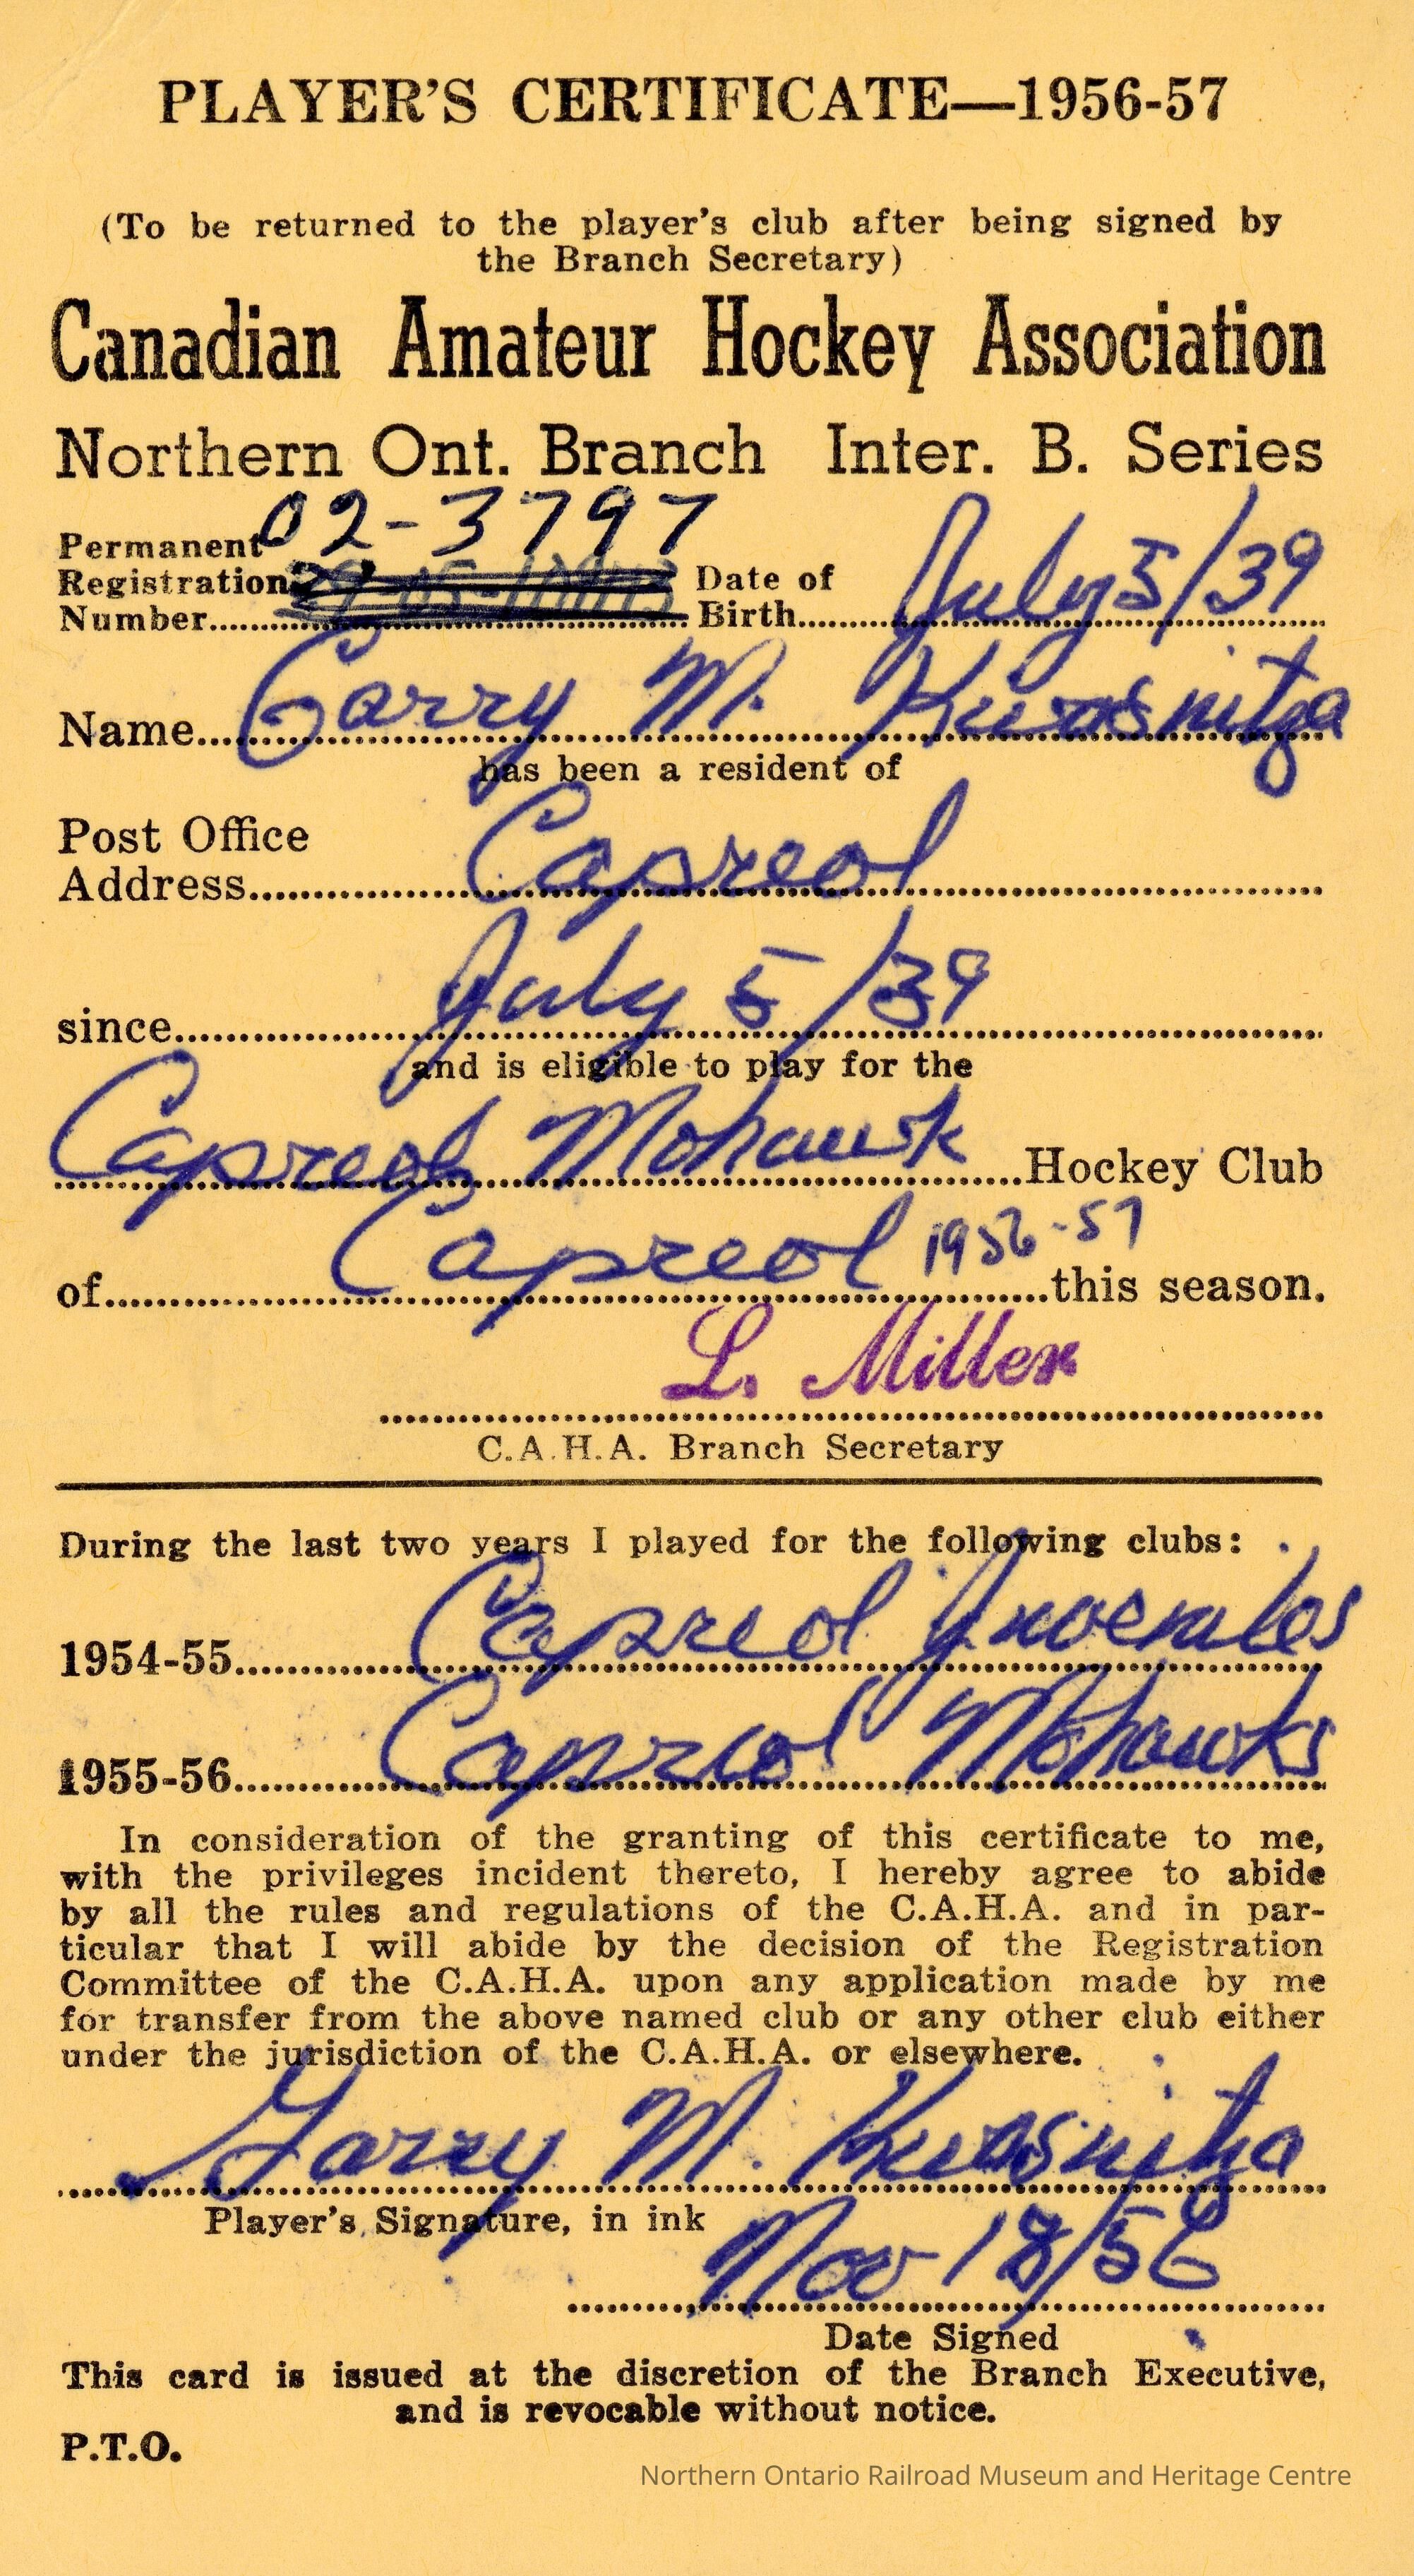 PLAYER'S CERTIFICATE—1956-57
(To be returned to the player's club after being signed by
the Branch Secretary)
Canadian Amateur Hockey Association
Northern Ont. Branch Inter. B. Series
02-3797
Permanent
Registration
Number
Date of
Birth July 5/39
Name Garry M. Kwasnitza
has been a resident of
Post Office
Address Capreol
since July 5/39
and is eligible to play for the
Capreol Mohawk Hockey Club
of Capreol 1956-57 this season.
L. Miller
C.A.H.A. Branch Secretary
During the last two years I played for the following clubs:
1954-55 Capreol
1955-56 Capreol Mohawks
In consideration of the granting of this certificate to me,
with the privileges incident thereto, I hereby agree to abide
by all the rules and regulations of the C.A.H.A. and in par-
ticular that I will abide by the decision of the Registration
Committee of the C.A.H.A. upon any application made by me
for transfer from the above named club or any other club either
under the jurisdiction of the C.A.H.A. or elsewhere.
Garry M. Kwasnitza
Player's Signature, in ink
Nov-18/56
Date Signed
This card is issued at the discretion of the Branch Executive,
and is revocable without notice.
P.T.O.
Northern Ontario Railroad Museum and Heritage Centre